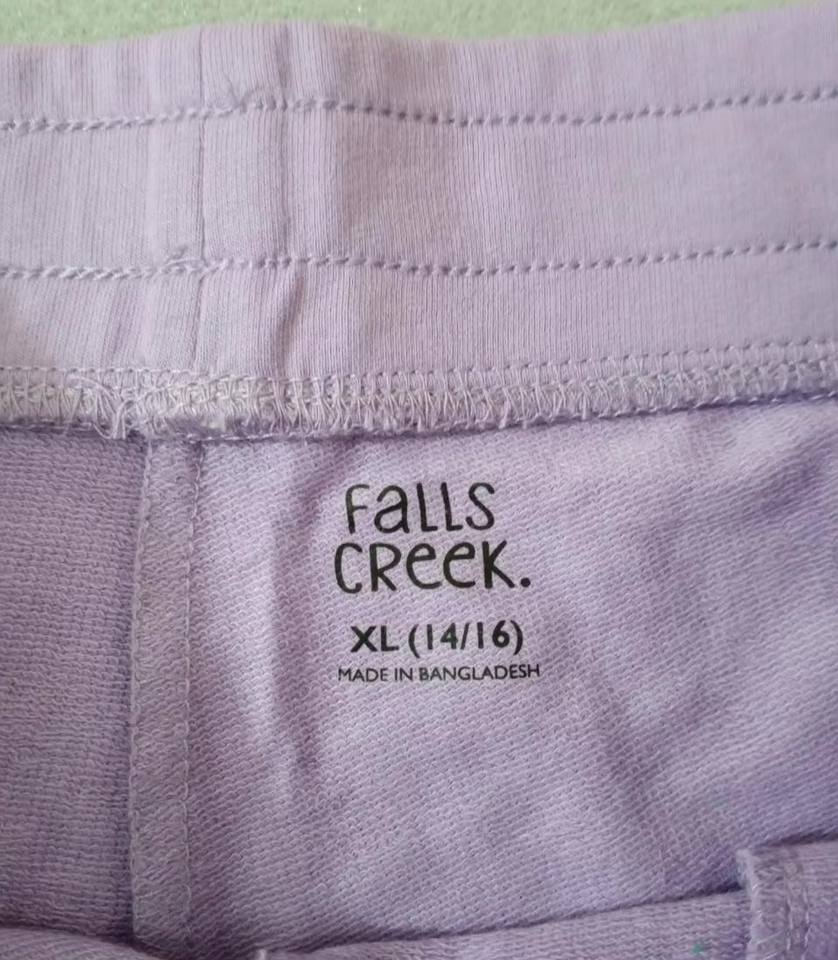 Falls
Creek.
XL (14/16)
MADE IN BANGLADESH